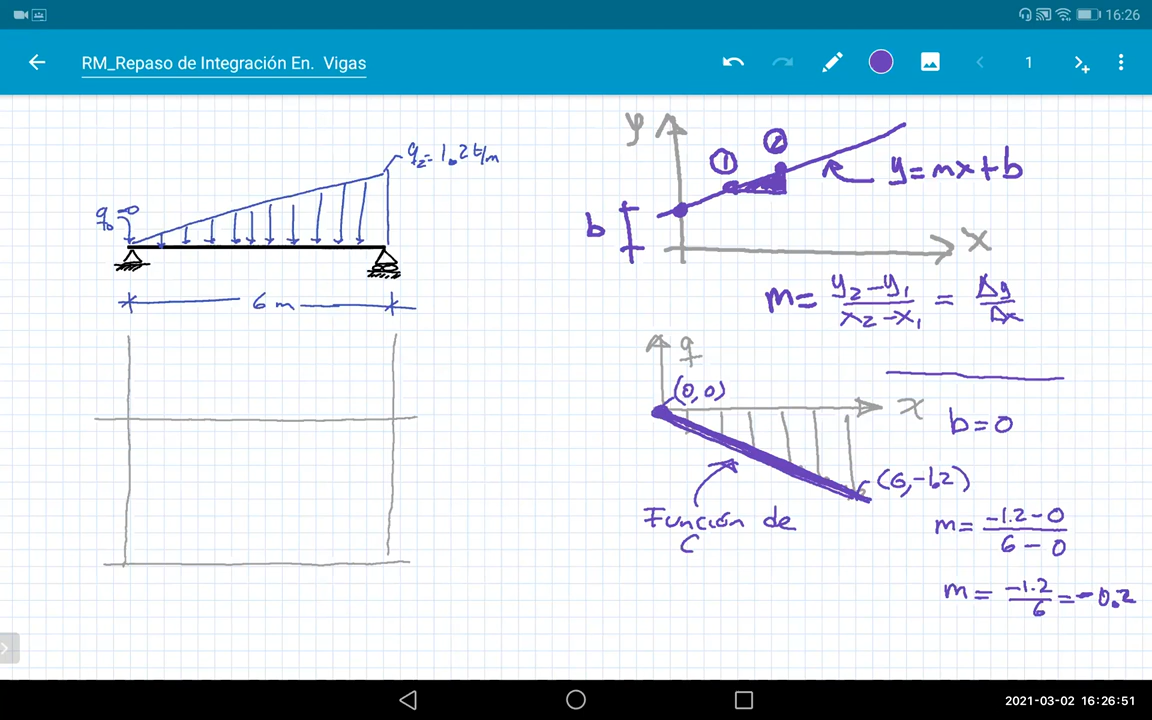 16:26
RM_Repaso de Integración En. Vigas
1
q₂=1.2 t/m
q₀=0
6 m
y
① ②
y=mx+b
b
x
m= y₂-y₁ / x₂-x₁ = Δy / Δx
q
(0,0)
x
b=0
(6,-1.2)
Función de
C
m= -1.2-0 / 6-0
m= -1.2 / 6 = -0.2
2021-03-02 16:26:51